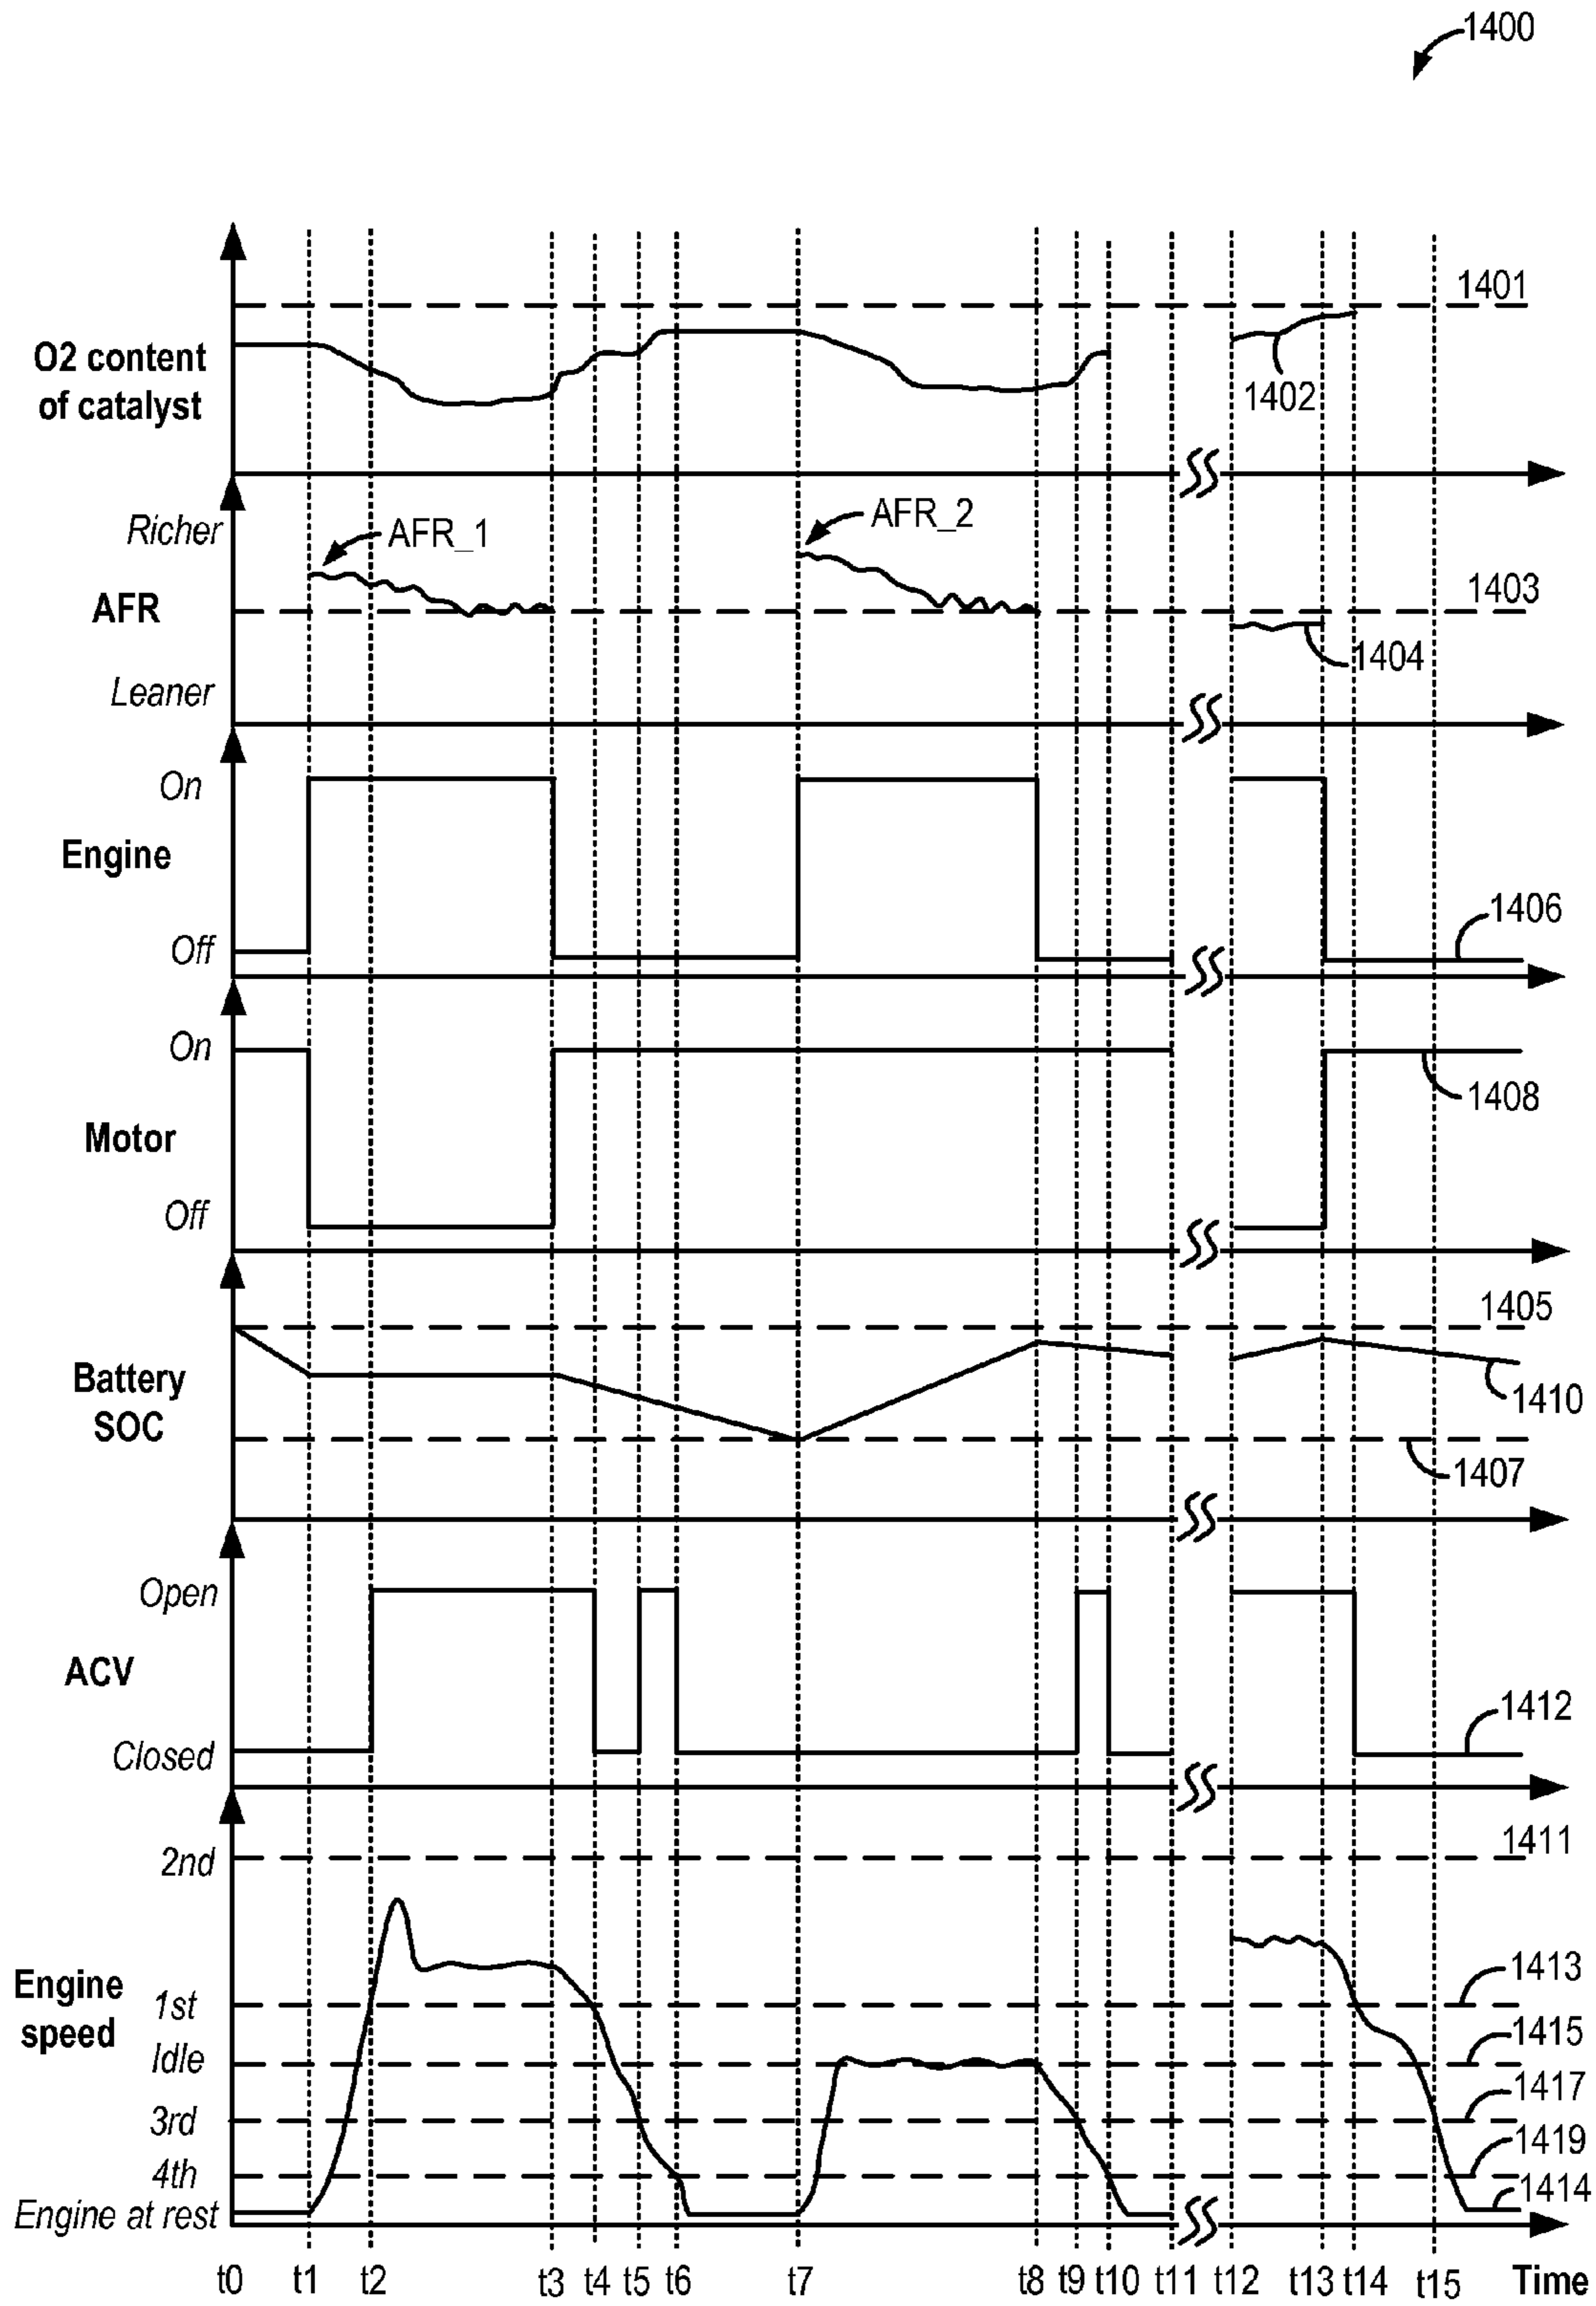 1400
1401
O2 content
of catalyst
1402
Richer
AFR_1
AFR_2
1403
AFR
1404
Leaner
On
Engine
1406
Off
On
1408
Motor
Off
1405
Battery
SOC
1410
1407
Open
ACV
1412
Closed
1411
2nd
Engine
speed
1413
1st
1415
Idle
1417
3rd
1419
4th
1414
Engine at rest
t0 t1 t2 t3 t4 t5 t6 t7 t8 t9 t10 t11 t12 t13 t14 t15 Time